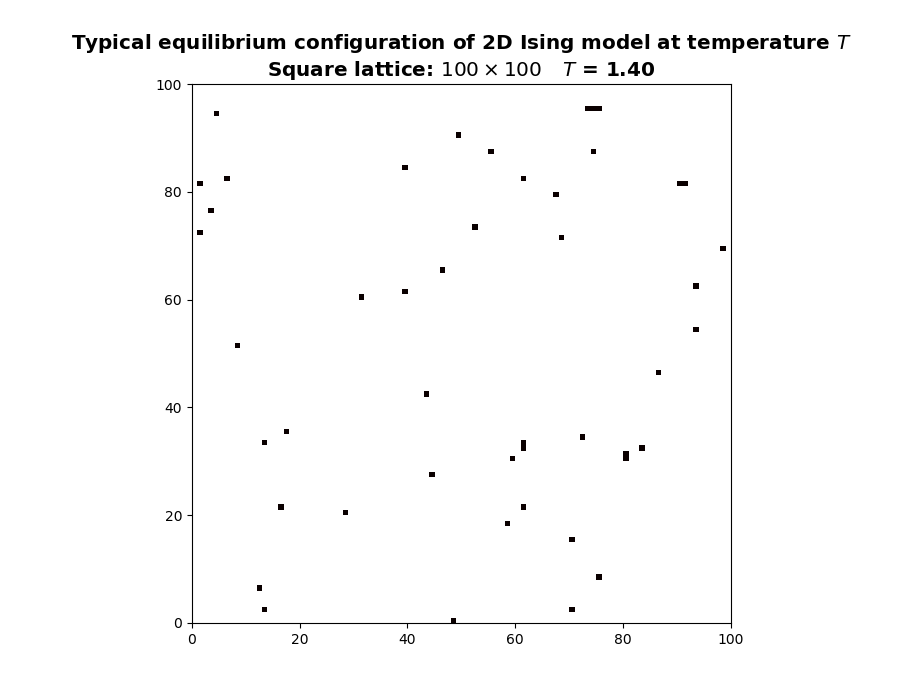 Typical equilibrium configuration of 2D Ising model at temperature T
Square lattice: 100 × 100 T = 1.40
100
80
60
40
20
0
0 20 40 60 80 100